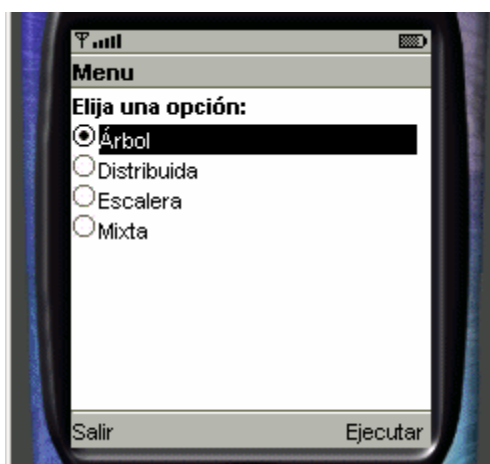 Menu
Elija una opción:
Árbol
Distribuida
Escalera
Mixta
Salir Ejecutar